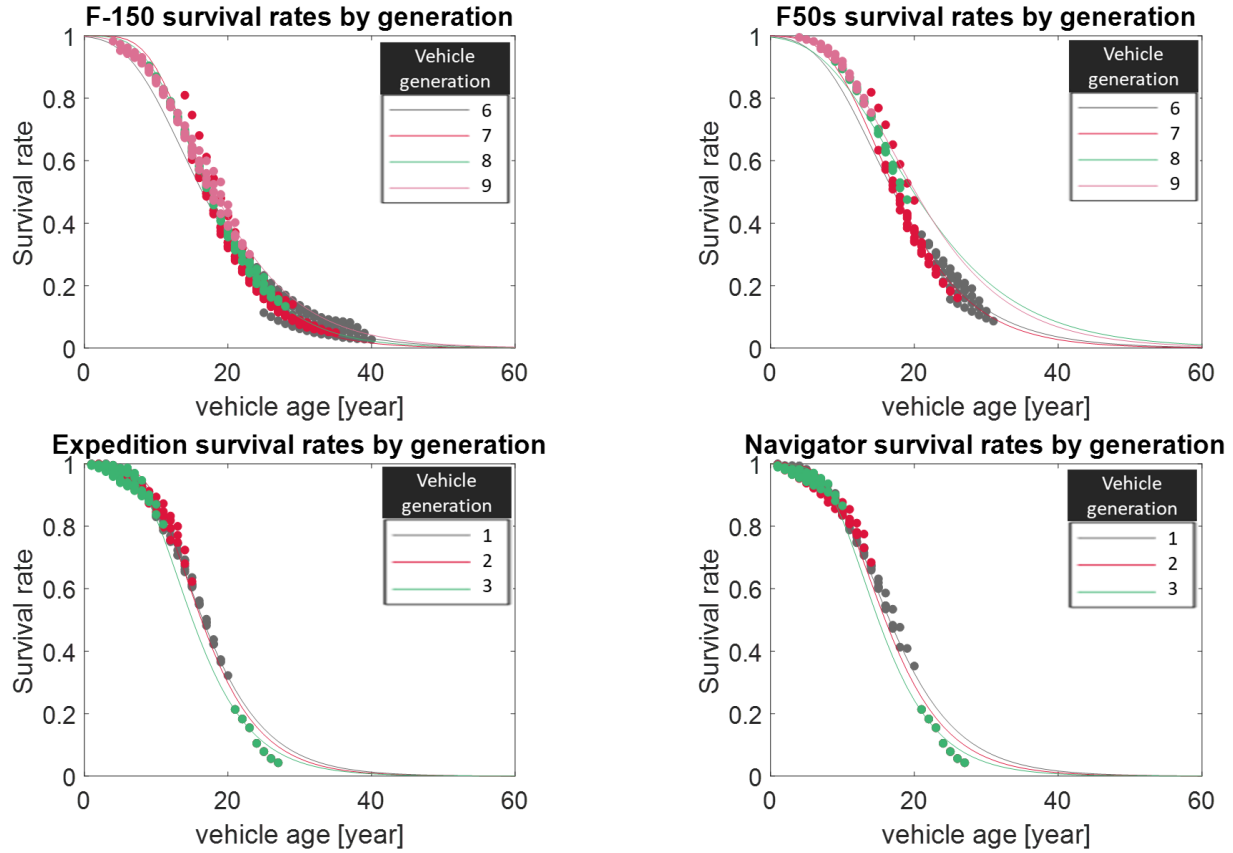 F-150 survival rates by generation
1
0.8
0.6
0.4
0.2
0
Survival rate
0 20 40 60
vehicle age [year]
Vehicle
generation
6
7
8
9
F50s survival rates by generation
1
0.8
0.6
0.4
0.2
0
Survival rate
0 20 40 60
vehicle age [year]
Vehicle
generation
6
7
8
9
Expedition survival rates by generation
1
0.8
0.6
0.4
0.2
0
Survival rate
0 20 40 60
vehicle age [year]
Vehicle
generation
1
2
3
Navigator survival rates by generation
1
0.8
0.6
0.4
0.2
0
Survival rate
0 20 40 60
vehicle age [year]
Vehicle
generation
1
2
3